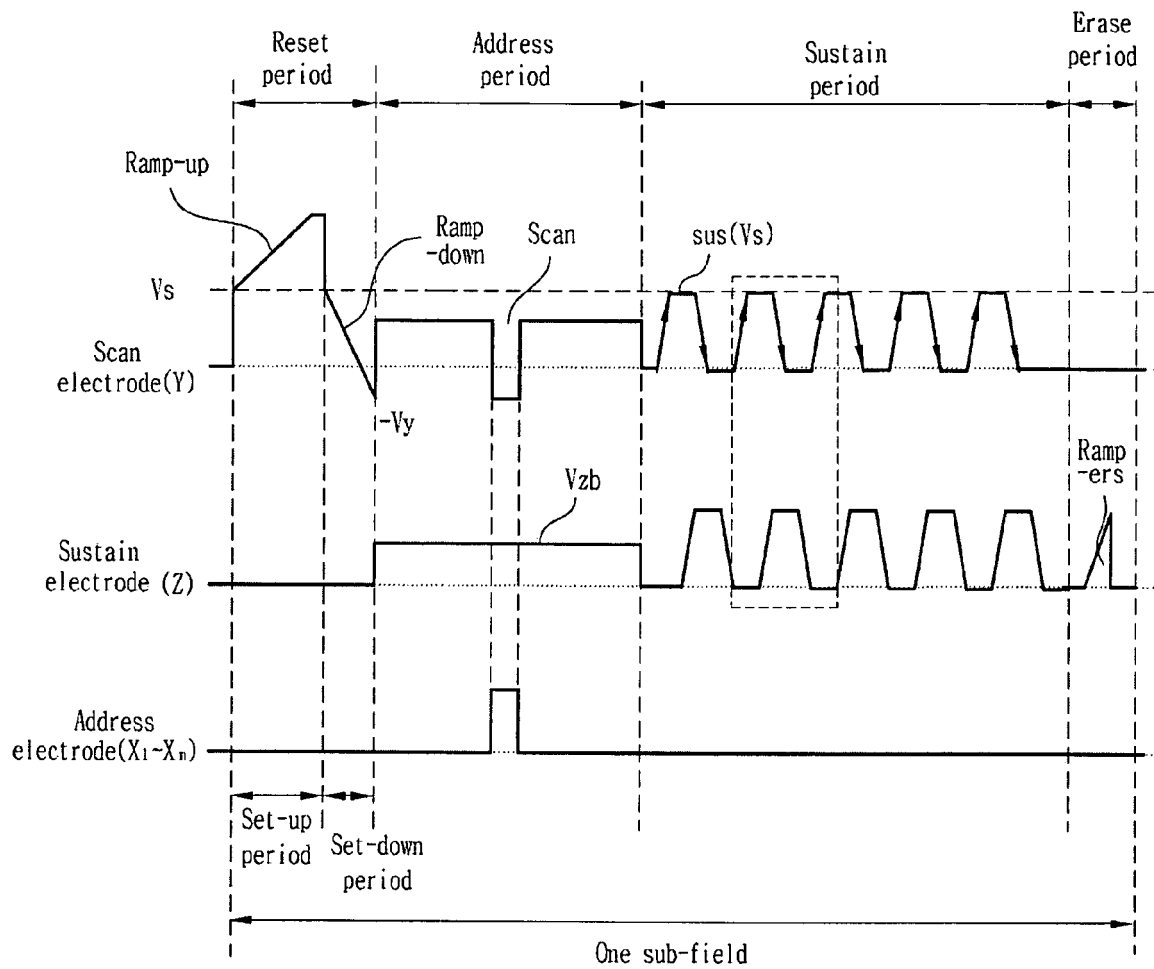 Reset
period
Address
period
Sustain
period
Erase
period
Ramp-up
Ramp
-down
Scan
sus(Vs)
Vs
Scan
electrode(Y)
-Vy
Ramp
-ers
Vzb
Sustain
electrode (Z)
Address
electrode(X1~Xn)
Set-up
period
Set-down
period
One sub-field